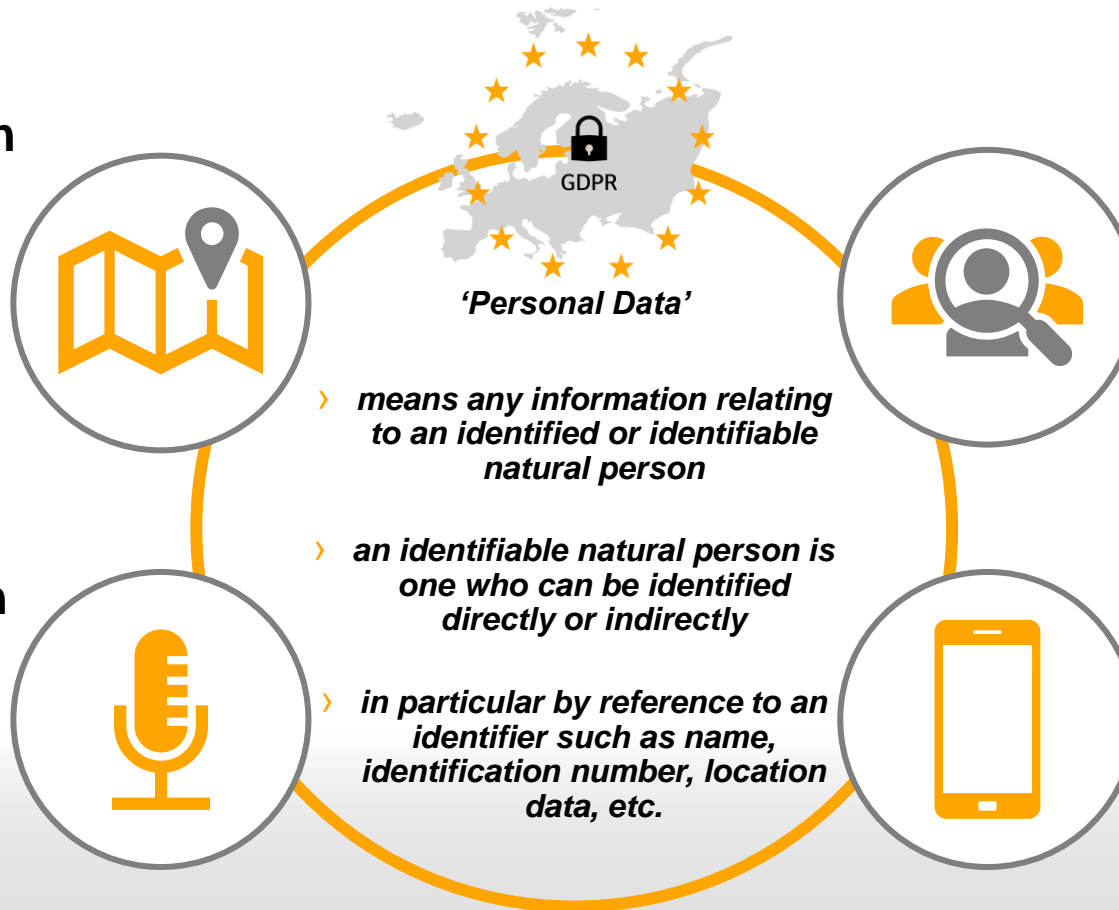 GDPR
‘Personal Data’
› means any information relating
to an identified or identifiable
natural person
› an identifiable natural person is
one who can be identified
directly or indirectly
› in particular by reference to an
identifier such as name,
identification number, location
data, etc.